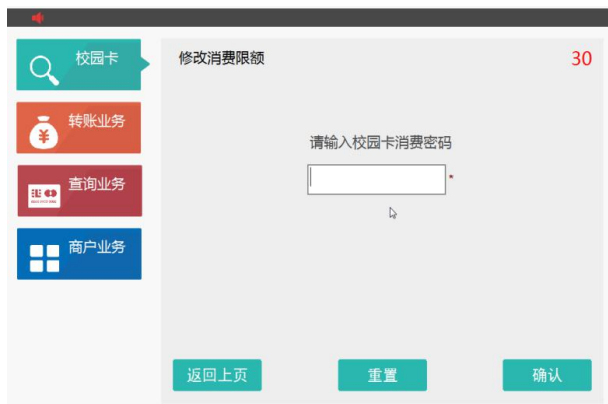 校园卡
修改消费限额
30
转账业务
¥
请输入校园卡消费密码
查询业务
*
商户业务
返回上页
重置
确认